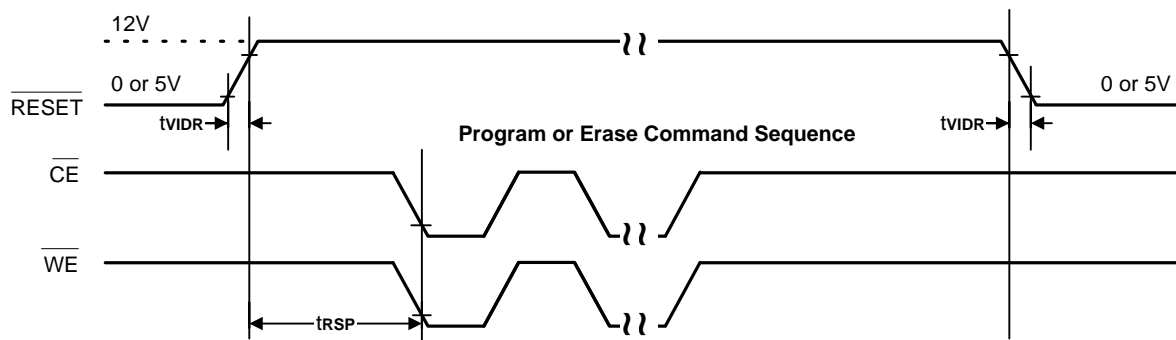 12V
0 or 5V
0 or 5V
RESET
tVIDR
Program or Erase Command Sequence
tVIDR
CE
WE
tRSP